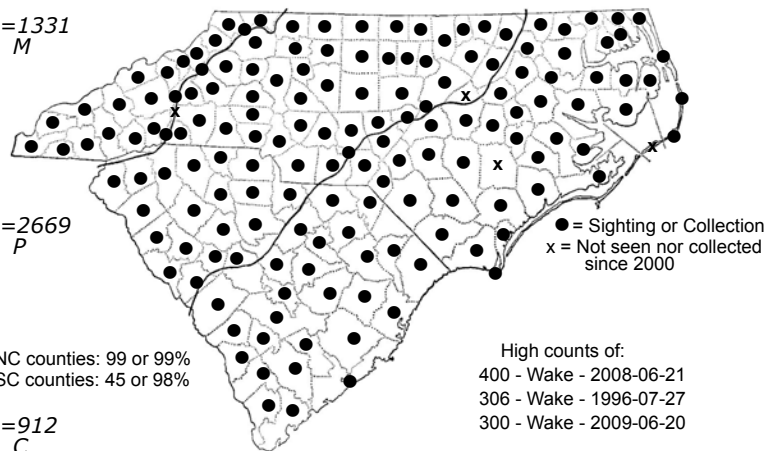 =1331
M
=2669
P
● = Sighting or Collection
x = Not seen nor collected
since 2000
NC counties: 99 or 99%
SC counties: 45 or 98%
High counts of:
400 - Wake - 2008-06-21
306 - Wake - 1996-07-27
300 - Wake - 2009-06-20
=912
C